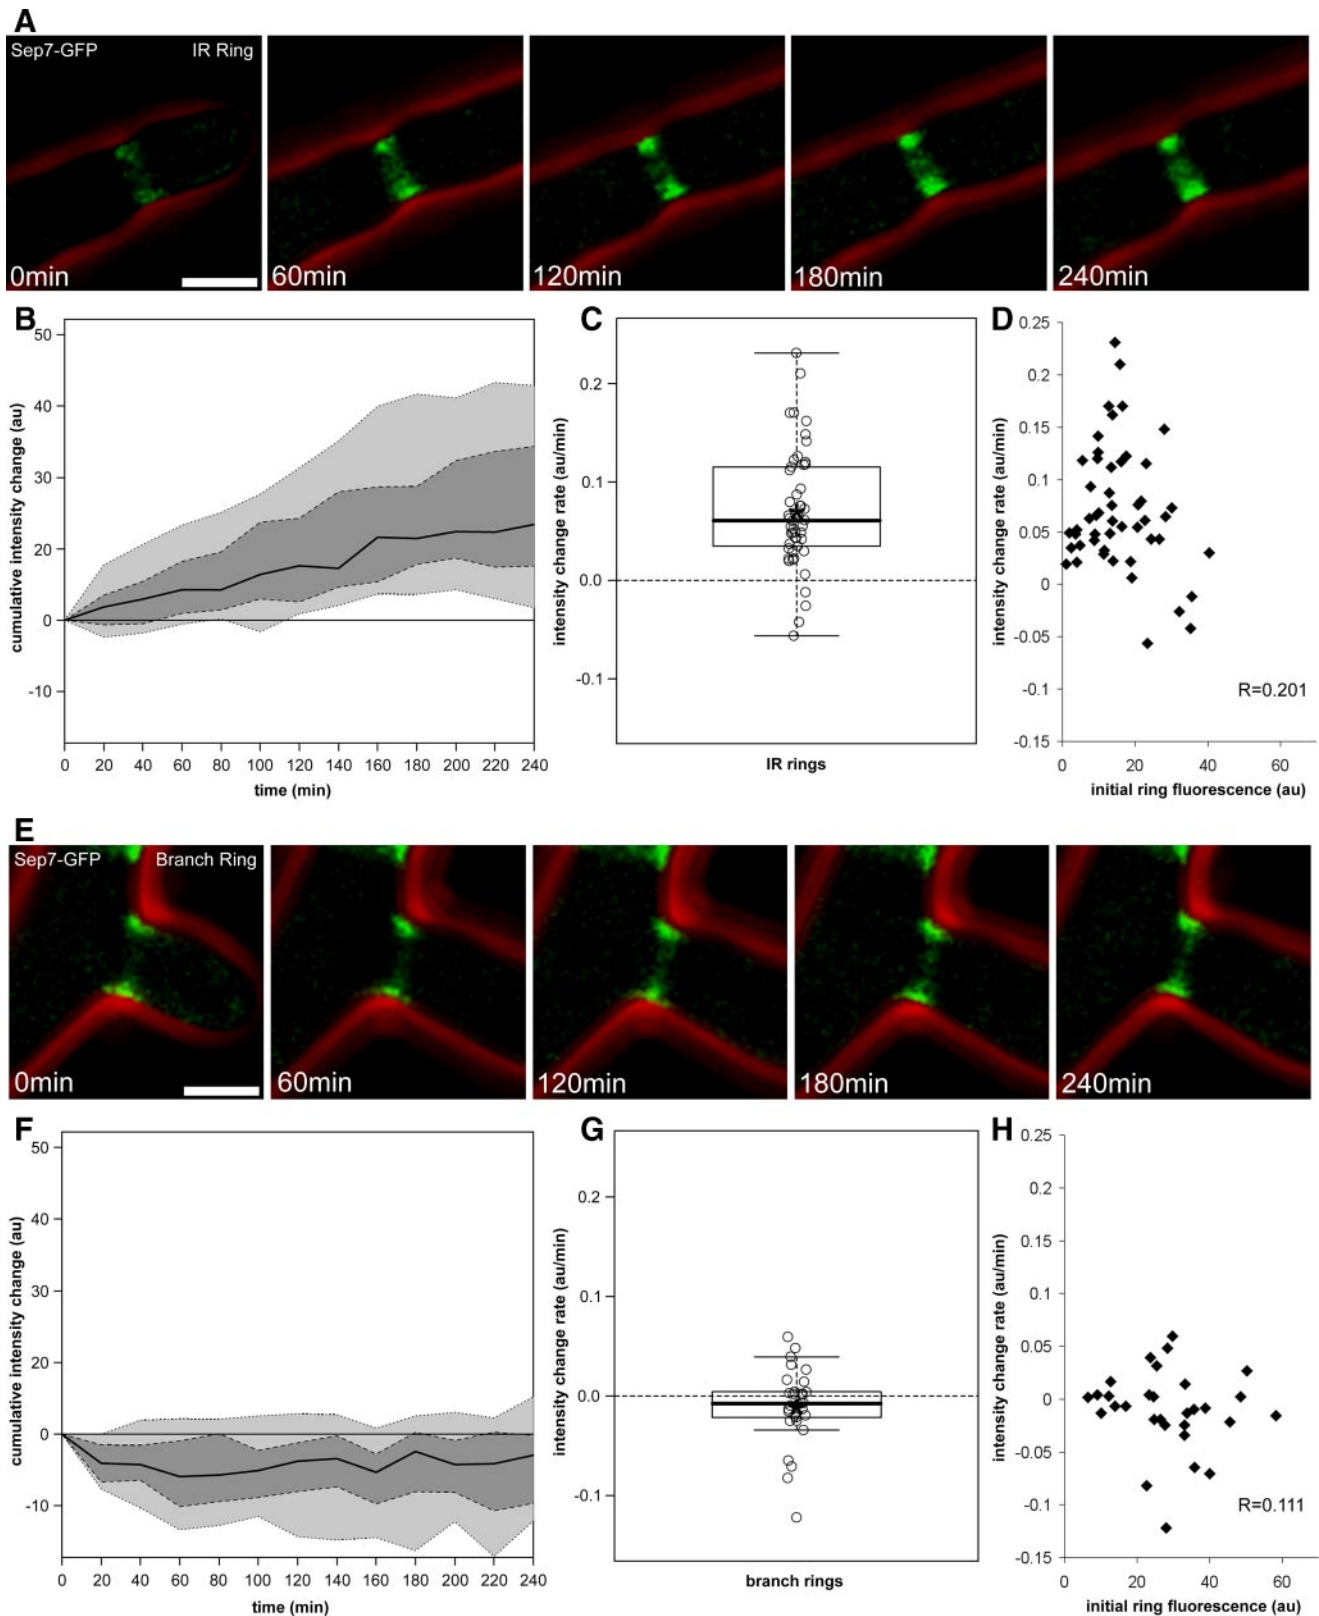 A
Sep7-GFP IR Ring
0min 60min 120min 180min 240min
B C D
50
40
30
20
10
0
-10
cumulative intensity change (au)
0 20 40 60 80 100 120 140 160 180 200 220 240
time (min)
0.2
0.1
0.0
-0.1
intensity change rate (au/min)
IR rings
0.25
0.2
0.15
0.1
0.05
0
-0.05
-0.1
-0.15
intensity change rate (au/min)
R=0.201
0 20 40 60
initial ring fluorescence (au)
E
Sep7-GFP Branch Ring
0min 60min 120min 180min 240min
F G H
50
40
30
20
10
0
-10
cumulative intensity change (au)
0 20 40 60 80 100 120 140 160 180 200 220 240
time (min)
0.2
0.1
0.0
-0.1
intensity change rate (au/min)
branch rings
0.25
0.2
0.15
0.1
0.05
0
-0.05
-0.1
-0.15
intensity change rate (au/min)
R=0.111
0 20 40 60
initial ring fluorescence (au)